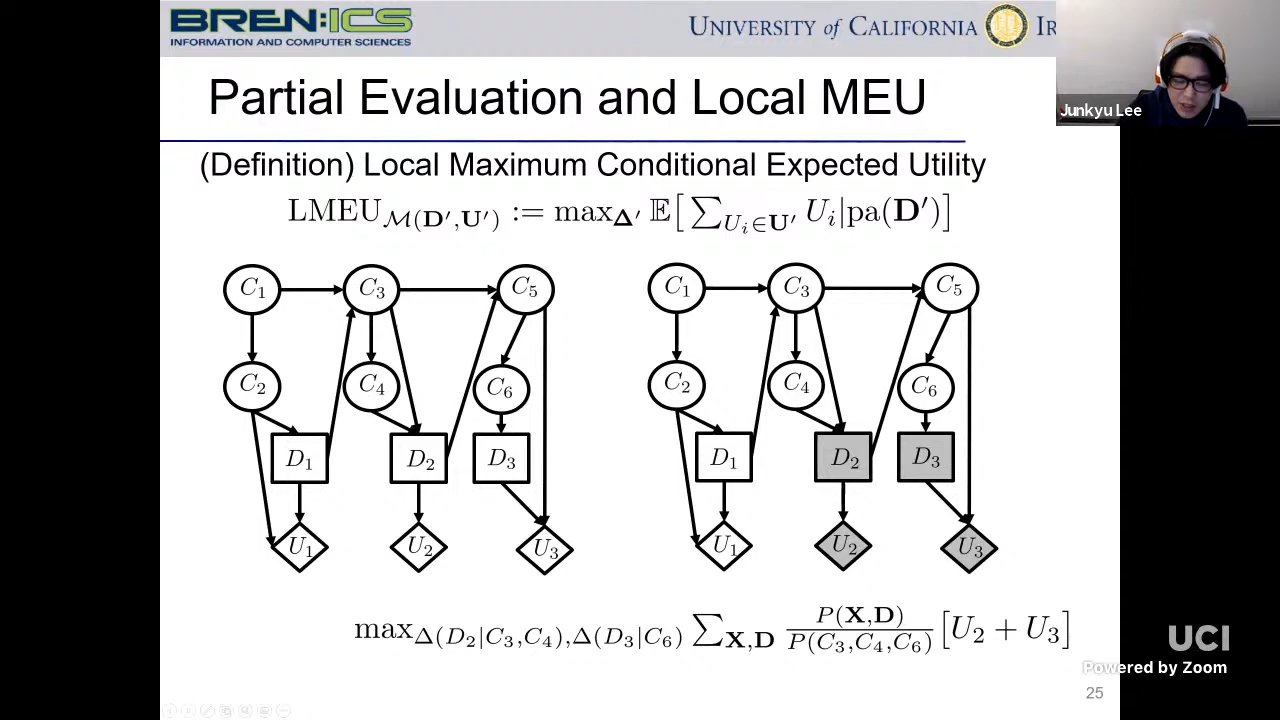 BREN:ICS
INFORMATION AND COMPUTER SCIENCES
UNIVERSITY of CALIFORNIA IR
Junkyu Lee
Partial Evaluation and Local MEU
(Definition) Local Maximum Conditional Expected Utility
LMEU_{M(D′,U′)} := max_{Δ′} 𝔼[∑_{U_i∈U′} U_i|pa(D′)]
C₁ C₃ C₅ C₁ C₃ C₅
C₂ C₄ C₆ C₂ C₄ C₆
D₁ D₂ D₃ D₁ D₂ D₃
U₁ U₂ U₃ U₁ U₂ U₃
max_{Δ(D₂|C₃,C₄),Δ(D₃|C₆)} ∑_{X,D} P(X,D)/P(C₃,C₄,C₆) [U₂ + U₃]
UCI
Powered by Zoom
25